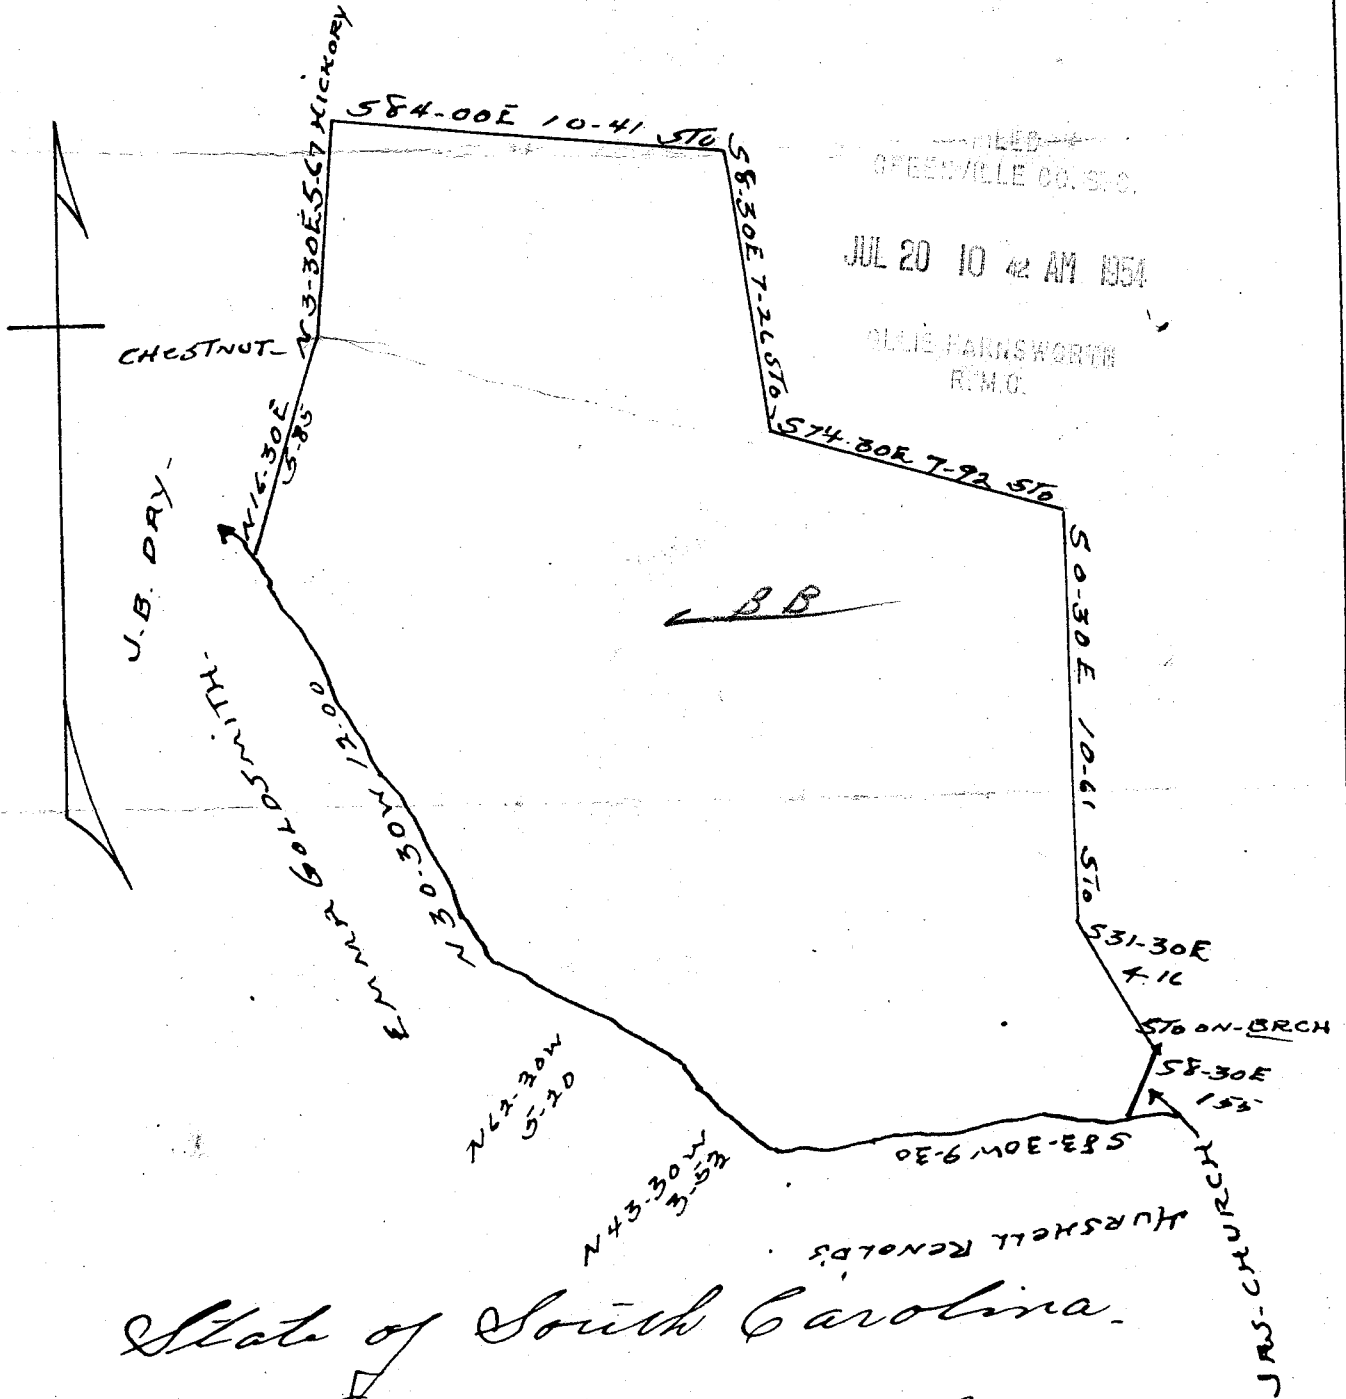 HICKORY
S84-00E 10-41 STO
N3-30E 5.67
S8-30E 7-26 STO
FILED
GREENVILLE CO. S. C.
JUL 20 10 42 AM 1954
OLLIE FARNSWORTH
R. M. C.
CHESTNUT-
N16-30E
5-85
S74-30E 7-92 STO
J.B. DAY-
S0-30E 10-61 STO
BB
EMMA GOLDSMITH-
N30-30W 12.00
S31-30E
4.16
STO ON-BRCH
S8-30E
1.55
N62-30W
5-20
S83-30W 9-30
N43-30W
3-53
HURSHELL RENOLDS
JAS-CHURCH
State of South Carolina.